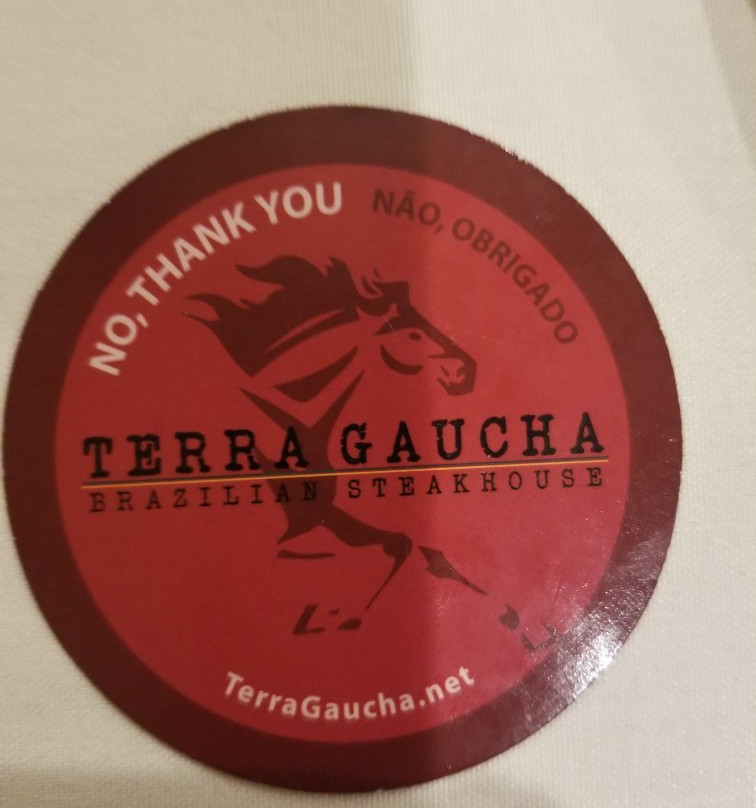 NO, THANK YOU
NÃO, OBRIGADO
TERRA GAUCHA
BRAZILIAN STEAKHOUSE
TerraGaucha.net